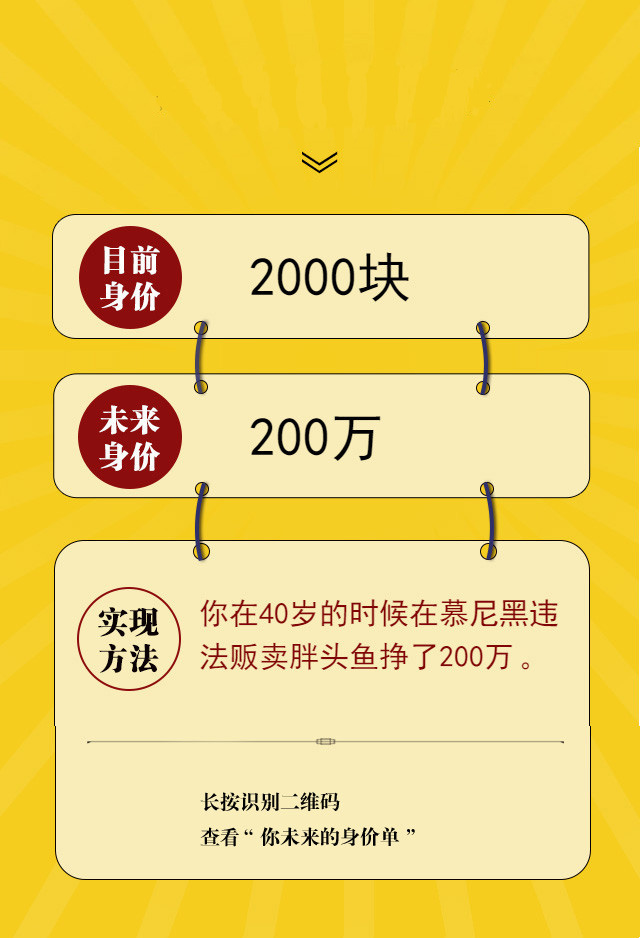 目前
身价
2000块
未来
身价
200万
实现
方法
你在40岁的时候在慕尼黑违
法贩卖胖头鱼挣了200万。
长按识别二维码
查看“你未来的身价单”